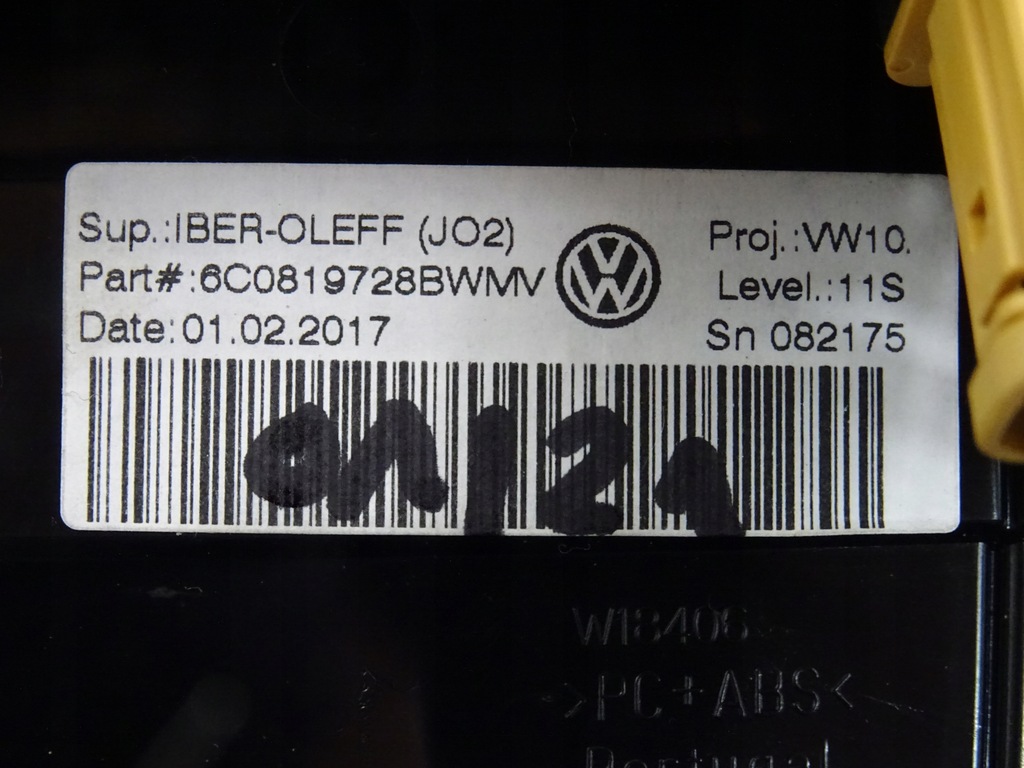 Sup.:IBER-OLEFF (JO2)
Part#:6C0819728BWMV
Date:01.02.2017
Proj.:VW10.
Level.:11S
Sn 082175
W18406
>PC+ABS<
Portugal